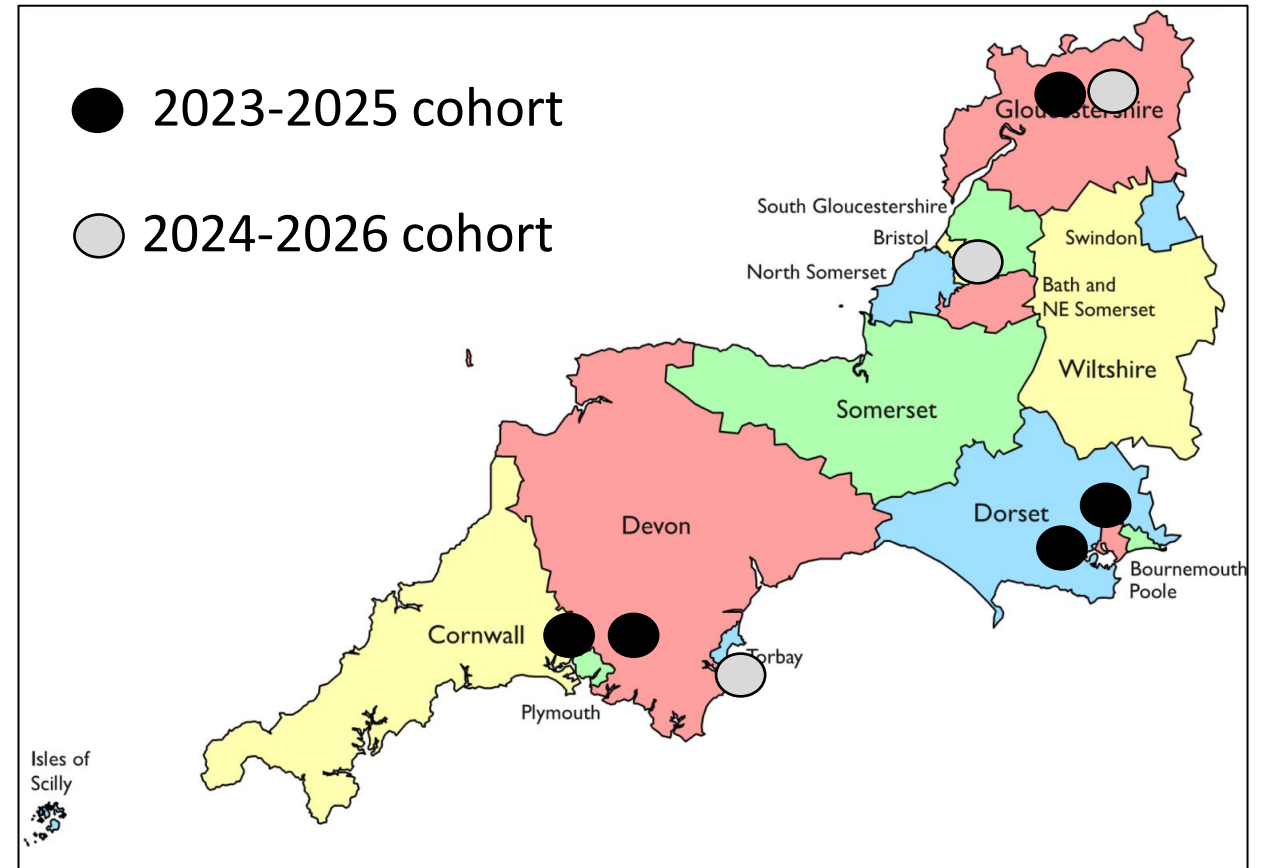 2023-2025 cohort
2024-2026 cohort
Gloucestershire
South Gloucestershire
Bristol
Swindon
North Somerset
Bath and
NE Somerset
Wiltshire
Somerset
Dorset
Devon
Bournemouth
Poole
Cornwall
Torbay
Plymouth
Isles of
Scilly